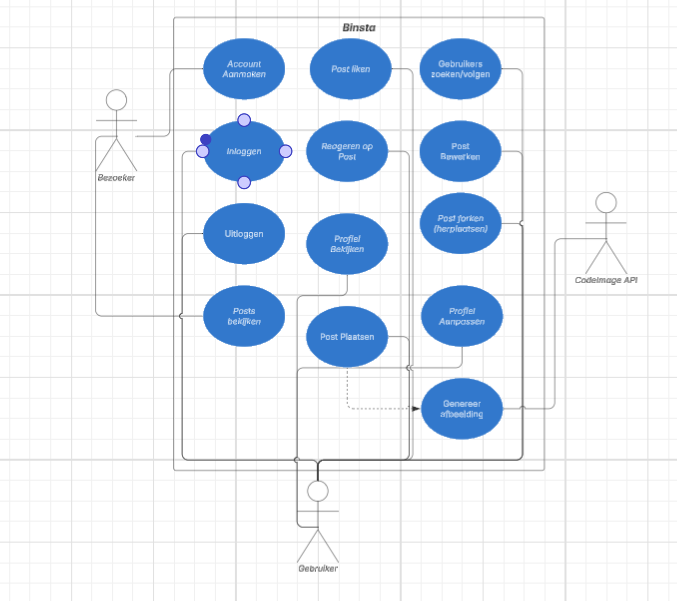 Binsta
Account
Aanmaken
Post liken
Gebruikers
zoeken/volgen
Inloggen
Reageren op
Post
Post
Bewerken
Bezoeker
Uitloggen
Profiel
Bekijken
Post forken
(herplaatsen)
CodeImage API
Posts
bekijken
Post Plaatsen
Profiel
Aanpassen
Genereer
afbeelding
Gebruiker